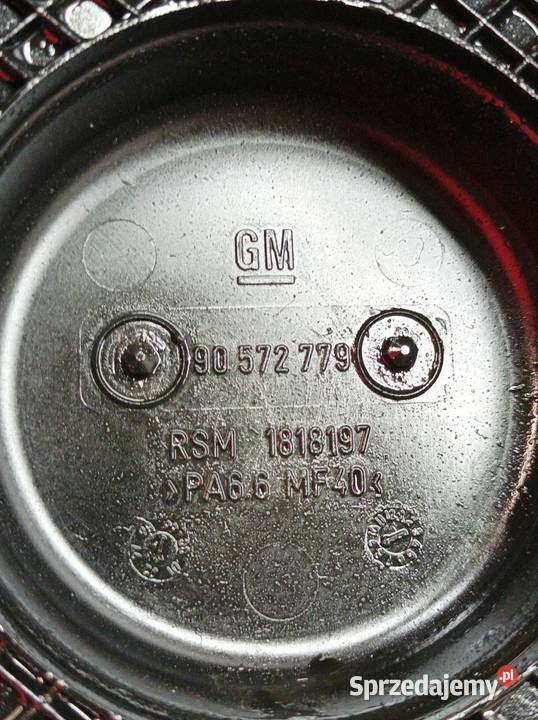 GM
90 572 779
RSM 1818197
>PA6.6 MF40<
Sprzedajemy.pl